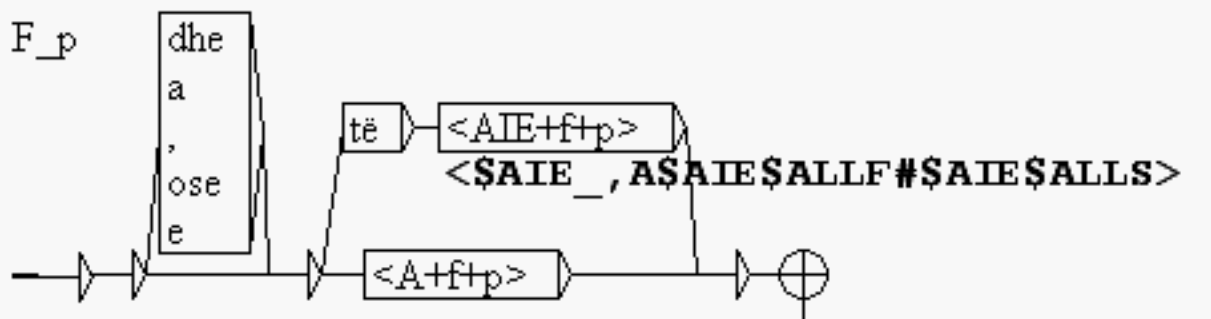 F_p
dhe
a
,
ose
e
të
<AIE+f+p>
<$AIE_,A$AIE$ALLF#$AIE$ALLS>
<A+f+p>